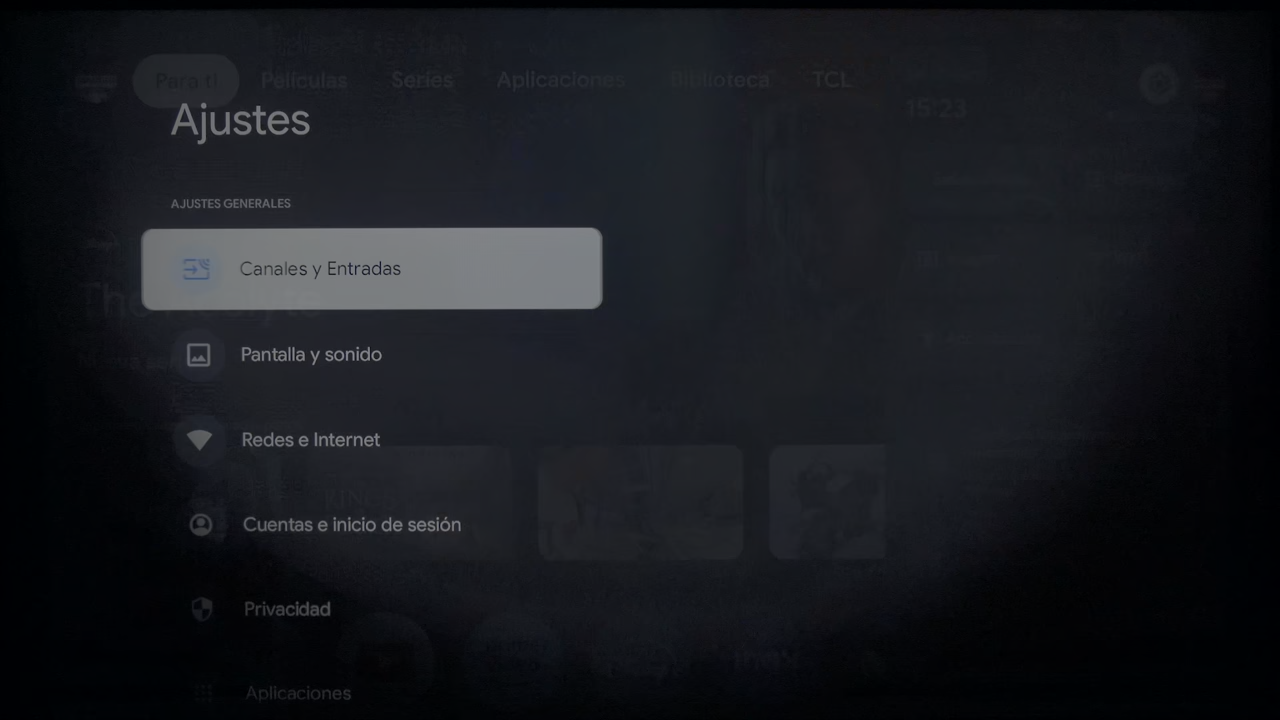 Para ti
Películas
Series
Aplicaciones
Biblioteca
TCL
15:23
Ajustes
AJUSTES GENERALES
Canales y Entradas
Pantalla y sonido
Redes e Internet
Cuentas e inicio de sesión
Privacidad
Aplicaciones